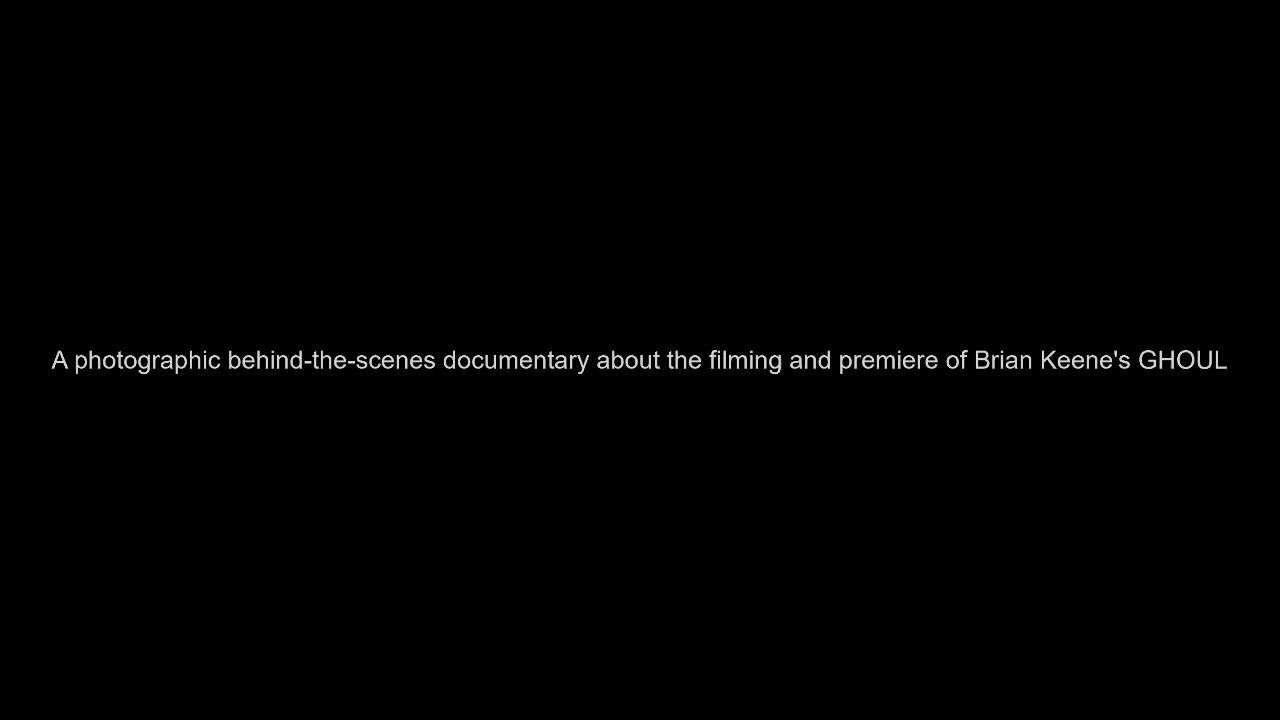 A photographic behind-the-scenes documentary about the filming and premiere of Brian Keene's GHOUL